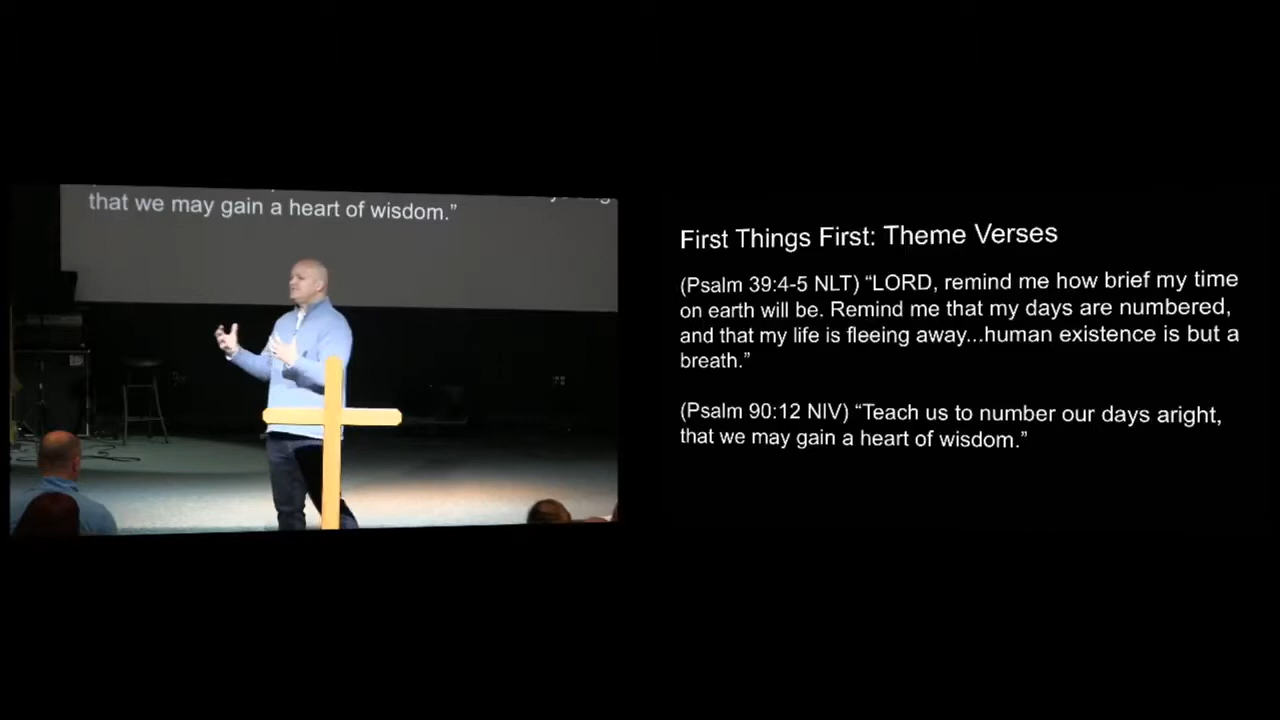 that we may gain a heart of wisdom.”
First Things First: Theme Verses
(Psalm 39:4-5 NLT) “LORD, remind me how brief my time
on earth will be. Remind me that my days are numbered,
and that my life is fleeing away...human existence is but a
breath.”
(Psalm 90:12 NIV) “Teach us to number our days aright,
that we may gain a heart of wisdom.”